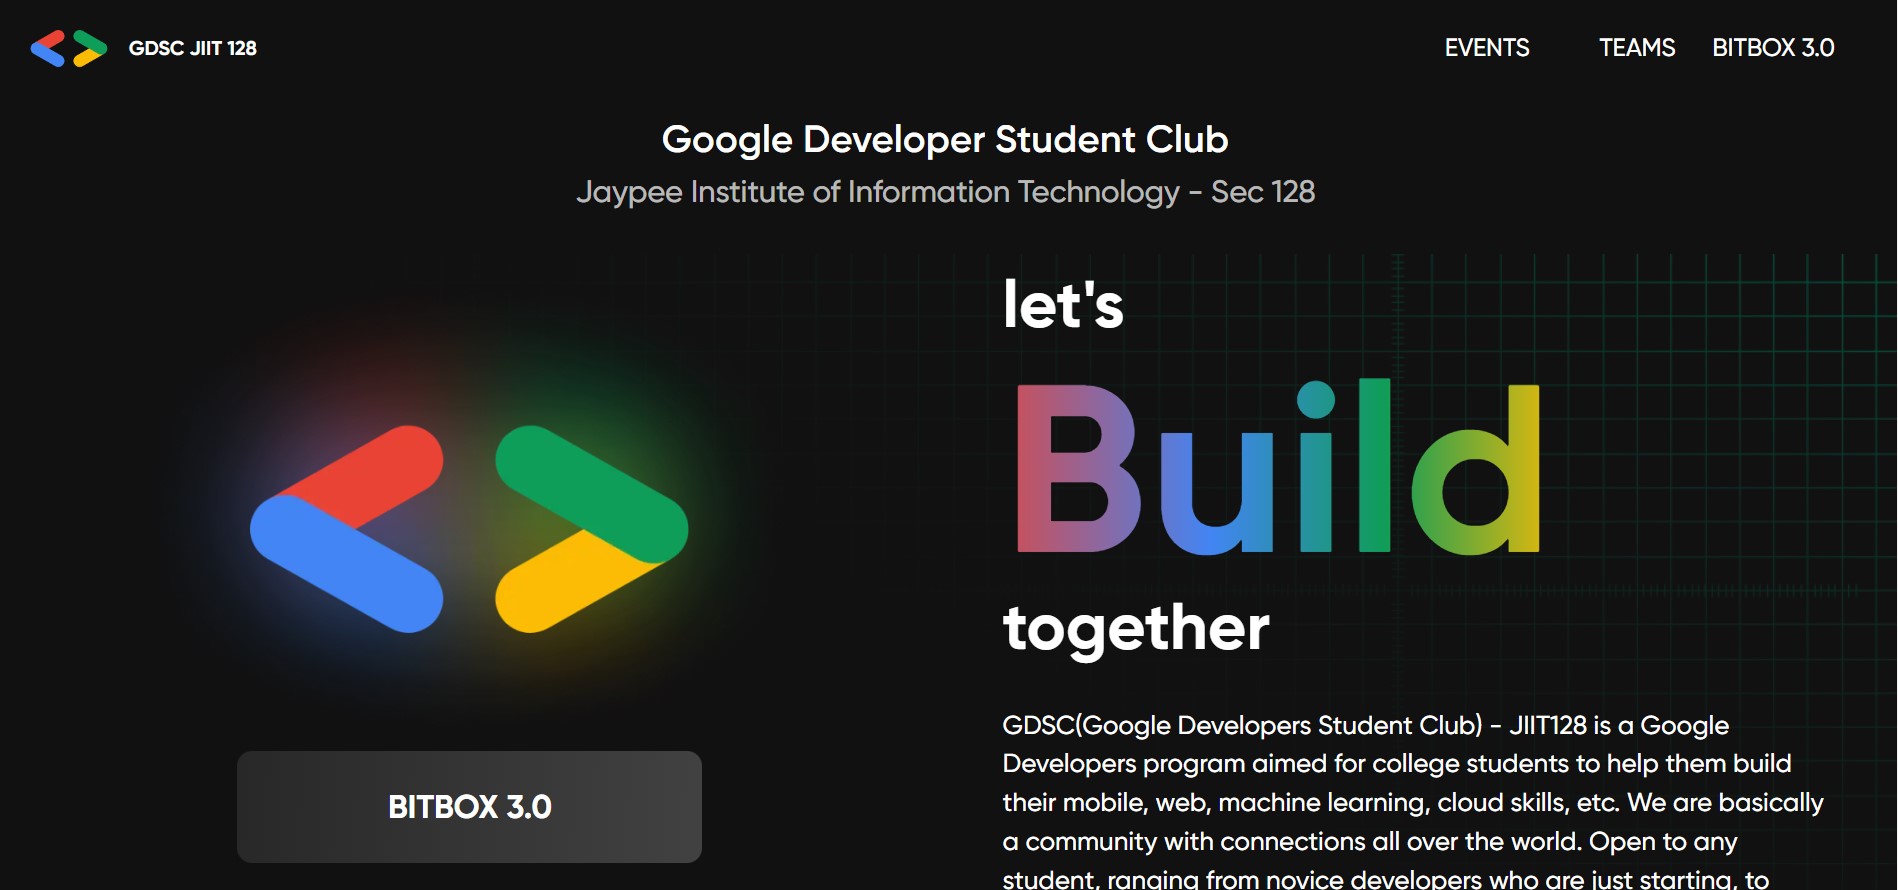 GDSC JIIT 128
EVENTS TEAMS BITBOX 3.0
Google Developer Student Club
Jaypee Institute of Information Technology - Sec 128
let's
Build
together
BITBOX 3.0
GDSC(Google Developers Student Club) - JIIT128 is a Google
Developers program aimed for college students to help them build
their mobile, web, machine learning, cloud skills, etc. We are basically
a community with connections all over the world. Open to any
student, ranging from novice developers who are just starting, to